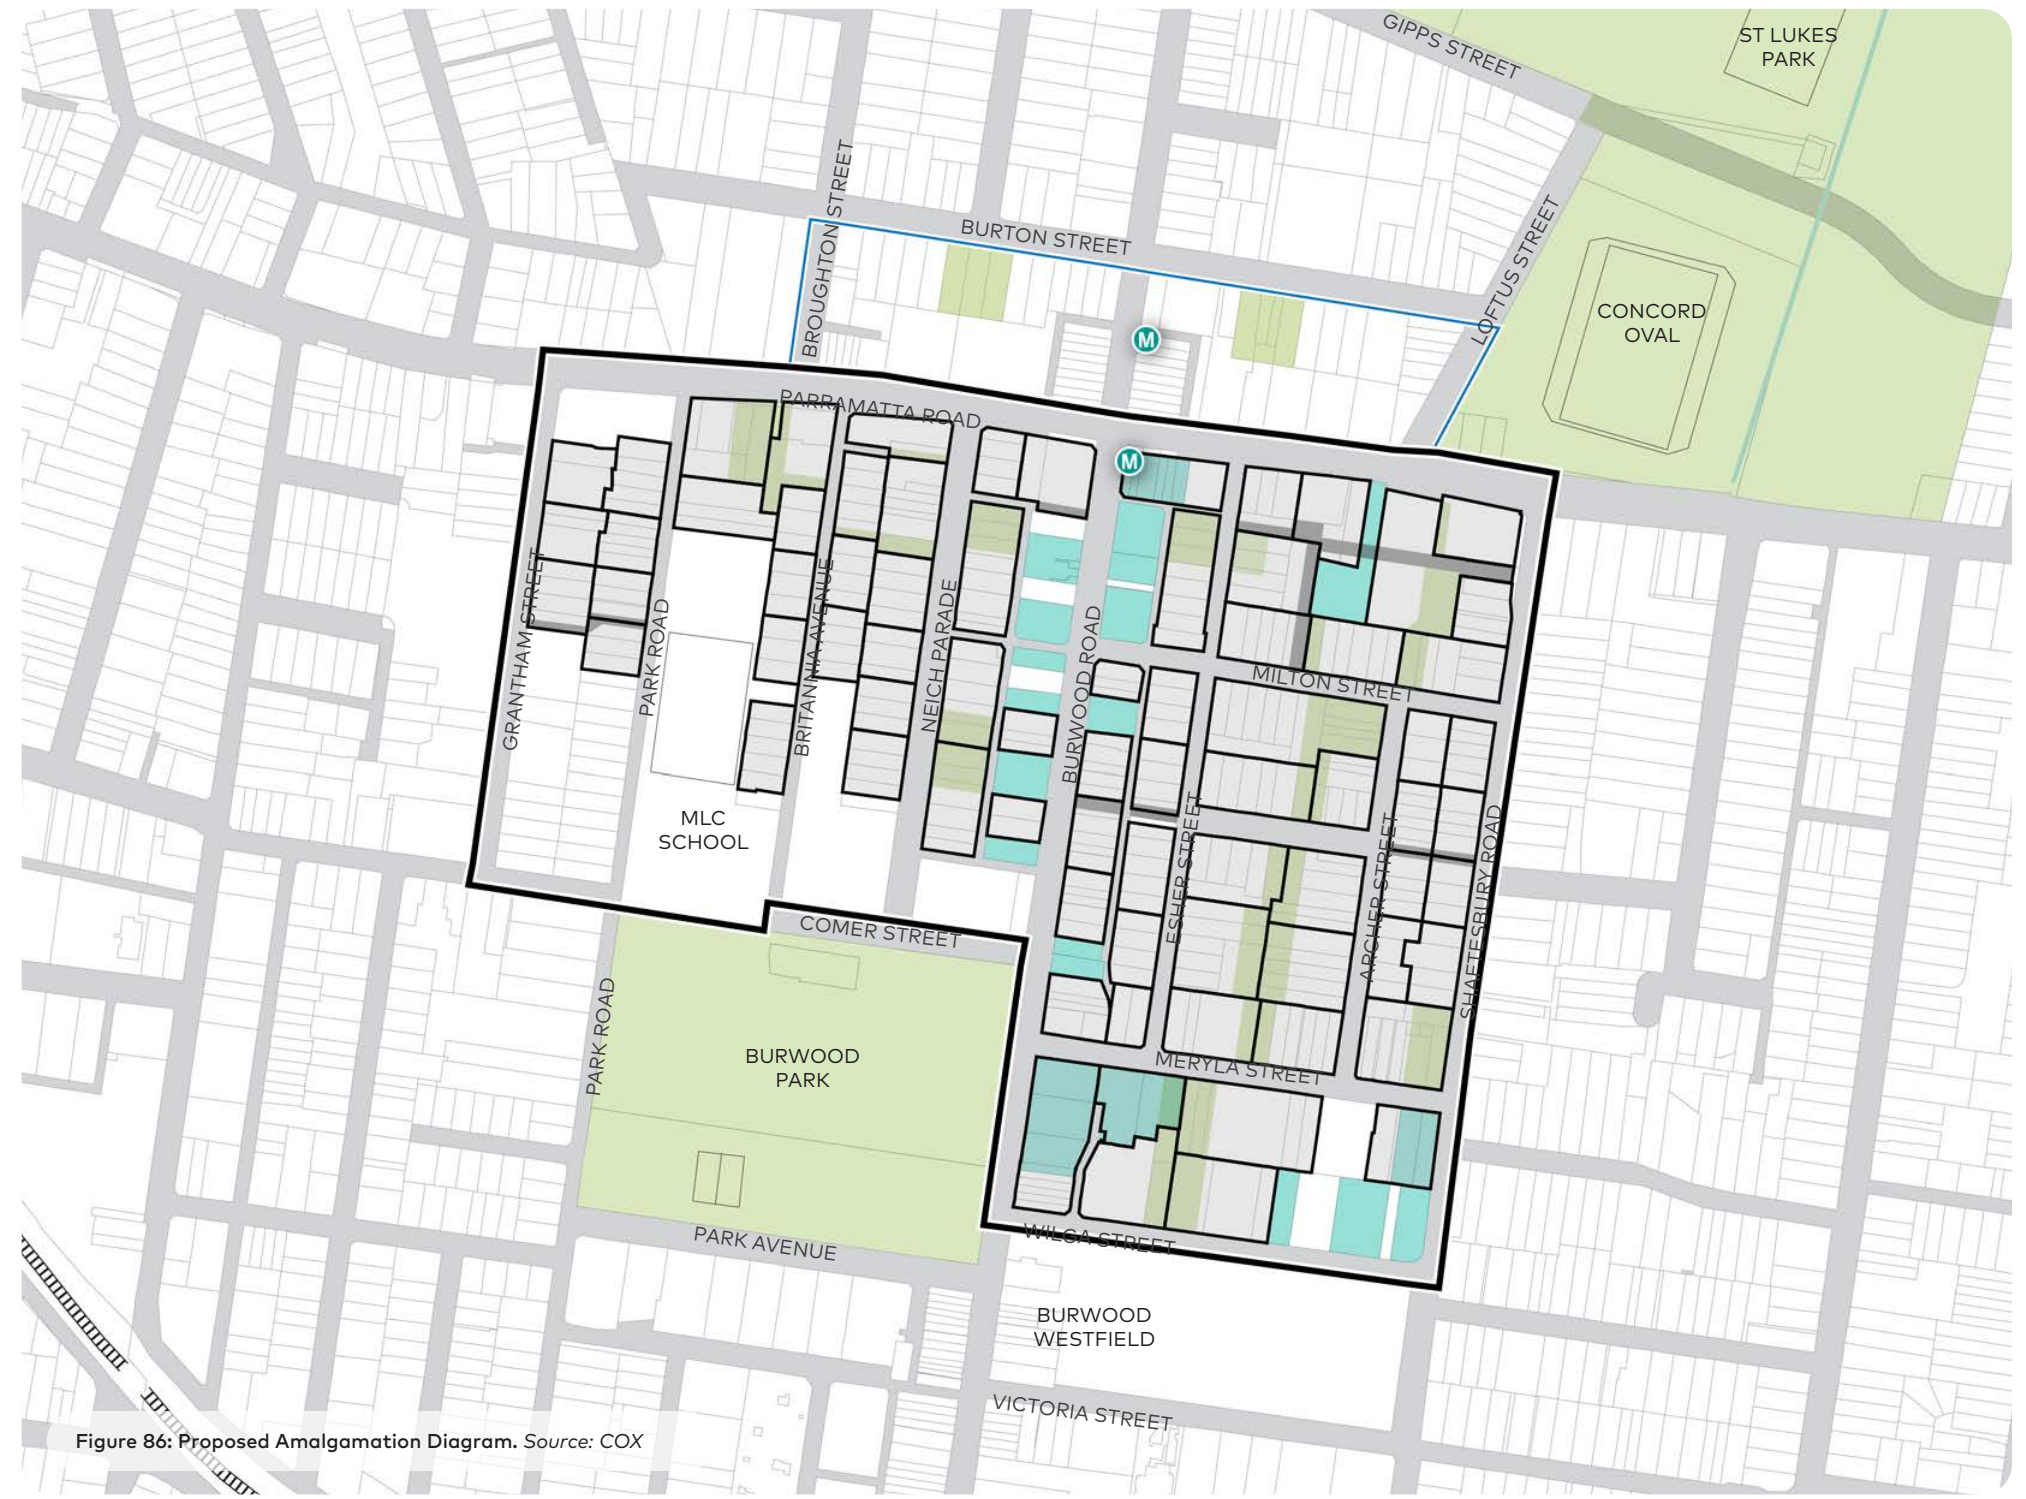 GIPPS STREET
ST LUKES
PARK
BROUGHTON STREET
BURTON STREET
LOFTUS STREET
CONCORD
OVAL
M
PARRAMATTA ROAD
M
GRANTHAM STREET
PARK ROAD
BRITANNIA AVENUE
NEICH PARADE
BURWOOD ROAD
MILTON STREET
MLC
SCHOOL
ESHER STREET
ARCHER STREET
SHAFTESBURY ROAD
COMER STREET
PARK ROAD
BURWOOD
PARK
MERYLA STREET
PARK AVENUE
WILGA STREET
BURWOOD
WESTFIELD
VICTORIA STREET
Figure 86: Proposed Amalgamation Diagram. Source: COX